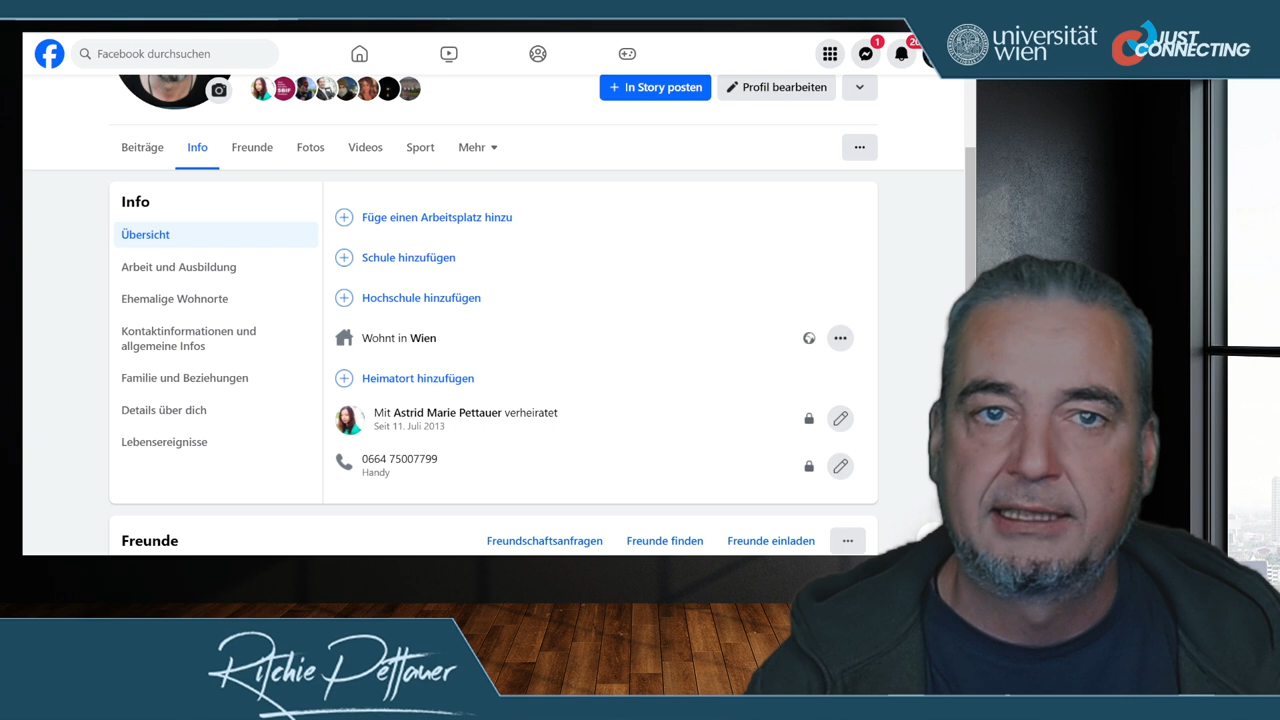 Facebook durchsuchen
1
universität
wien
JUST
CONNECTING
In Story posten
Profil bearbeiten
Beiträge
Info
Freunde
Fotos
Videos
Sport
Mehr
Info
Übersicht
Arbeit und Ausbildung
Ehemalige Wohnorte
Kontaktinformationen und
allgemeine Infos
Familie und Beziehungen
Details über dich
Lebensereignisse
Füge einen Arbeitsplatz hinzu
Schule hinzufügen
Hochschule hinzufügen
Wohnt in Wien
Heimatort hinzufügen
Mit Astrid Marie Pettauer verheiratet
Seit 11. Juli 2013
0664 75007799
Handy
Freunde
Freundschaftsanfragen
Freunde finden
Freunde einladen
Ritchie Pettauer